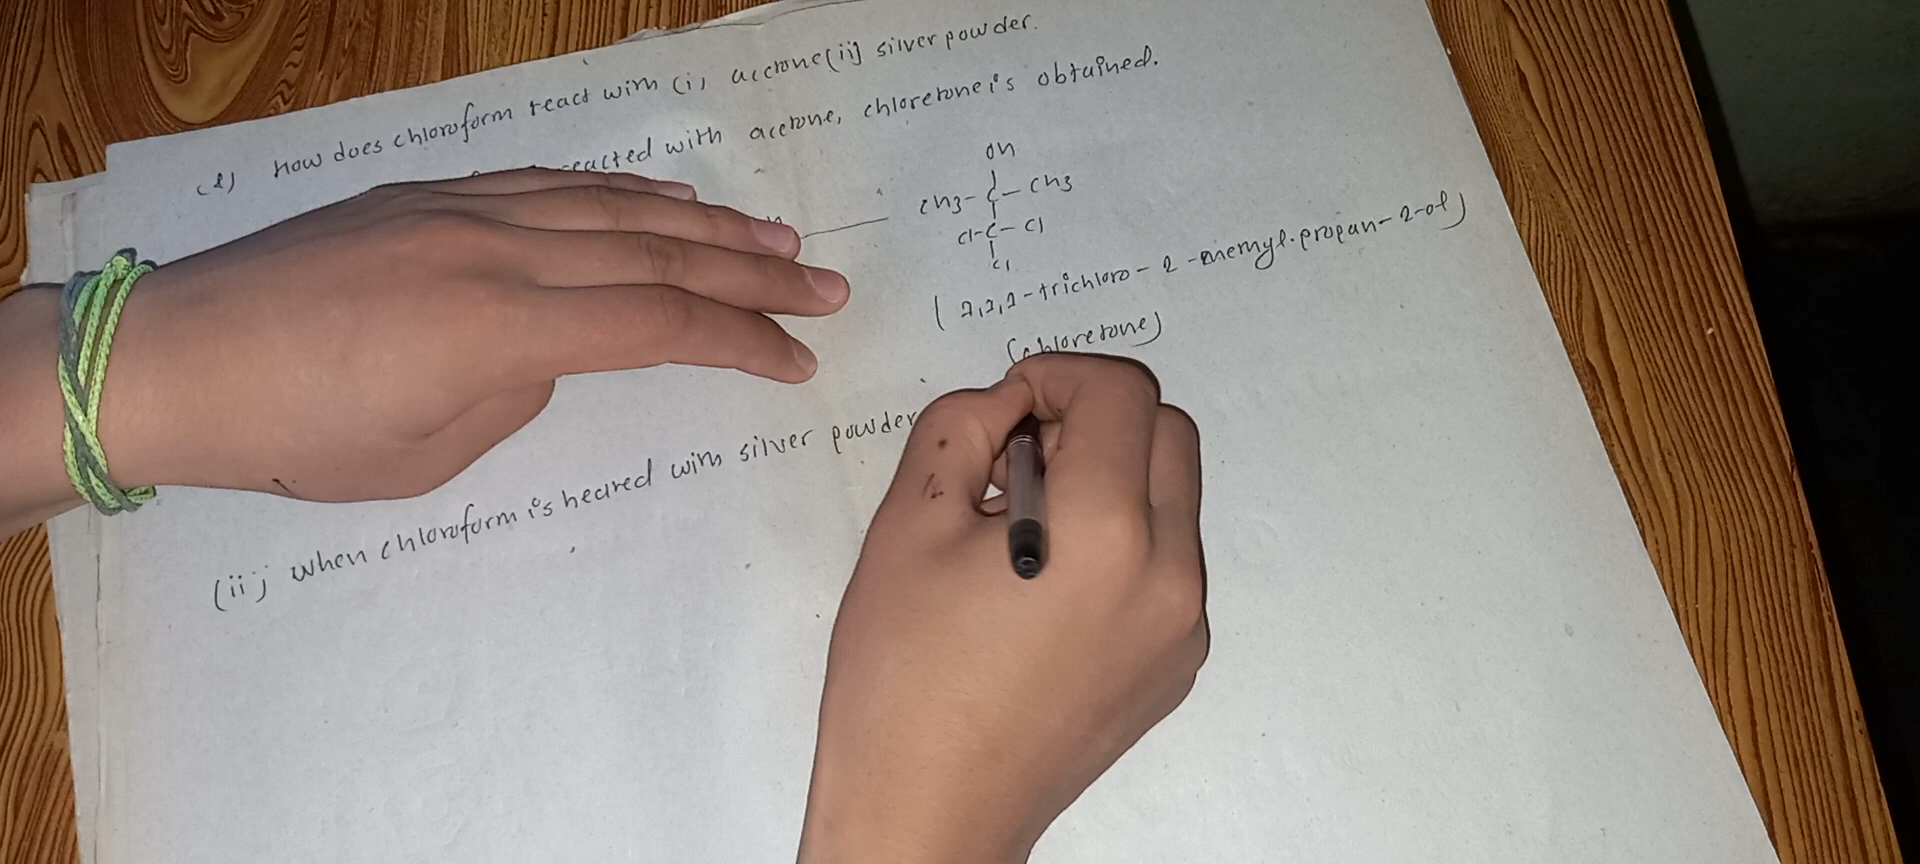 (l) How does chloroform react with (i) acetone (ii) silver powder.
reacted with acetone, chloretone is obtained.
OH
CH3-C-CH3
Cl-C-Cl
Cl
(1,1,1-trichloro-2-methyl-propan-2-ol)
(chloretone)
(ii) When chloroform is heated with silver powder